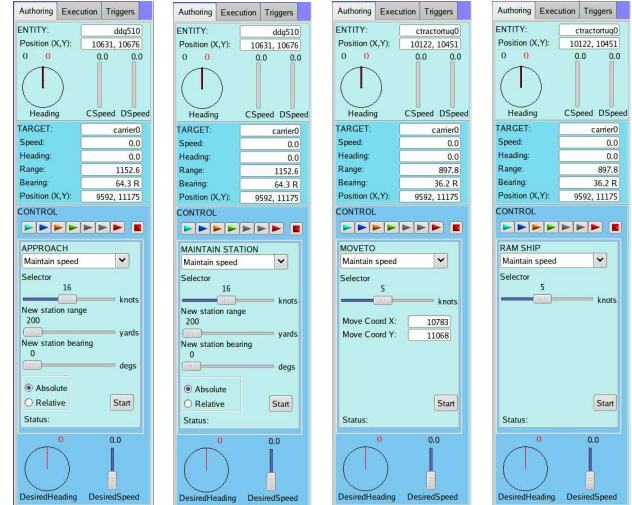 Authoring Execution Triggers
ENTITY: ddg510
Position (X,Y): 10631, 10676
0 0 0.0 0.0
Heading CSpeed DSpeed
TARGET: carrier0
Speed: 0.0
Heading: 0.0
Range: 1152.6
Bearing: 64.3 R
Position (X,Y): 9592, 11175
CONTROL
APPROACH
Maintain speed
Selector
16
knots
New station range
200
yards
New station bearing
0
degs
Absolute
Relative Start
Status:
0 0.0
DesiredHeading DesiredSpeed
Authoring Execution Triggers
ENTITY: ddg510
Position (X,Y): 10631, 10676
0 0 0.0 0.0
Heading CSpeed DSpeed
TARGET: carrier0
Speed: 0.0
Heading: 0.0
Range: 1152.6
Bearing: 64.3 R
Position (X,Y): 9592, 11175
CONTROL
MAINTAIN STATION
Maintain speed
Selector
16
knots
New station range
200
yards
New station bearing
0
degs
Absolute
Relative Start
Status:
0 0.0
DesiredHeading DesiredSpeed
Authoring Execution Triggers
ENTITY: ctractortug0
Position (X,Y): 10122, 10451
0 0 0.0 0.0
Heading CSpeed DSpeed
TARGET: carrier0
Speed: 0.0
Heading: 0.0
Range: 897.8
Bearing: 36.2 R
Position (X,Y): 9592, 11175
CONTROL
MOVETO
Maintain speed
Selector
5
knots
Move Coord X: 10783
Move Coord Y: 11068
Start
Status:
0 0.0
DesiredHeading DesiredSpeed
Authoring Execution Triggers
ENTITY: ctractortug0
Position (X,Y): 10122, 10451
0 0 0.0 0.0
Heading CSpeed DSpeed
TARGET: carrier0
Speed: 0.0
Heading: 0.0
Range: 897.8
Bearing: 36.2 R
Position (X,Y): 9592, 11175
CONTROL
RAM SHIP
Maintain speed
Selector
5
knots
Start
Status:
0 0.0
DesiredHeading DesiredSpeed